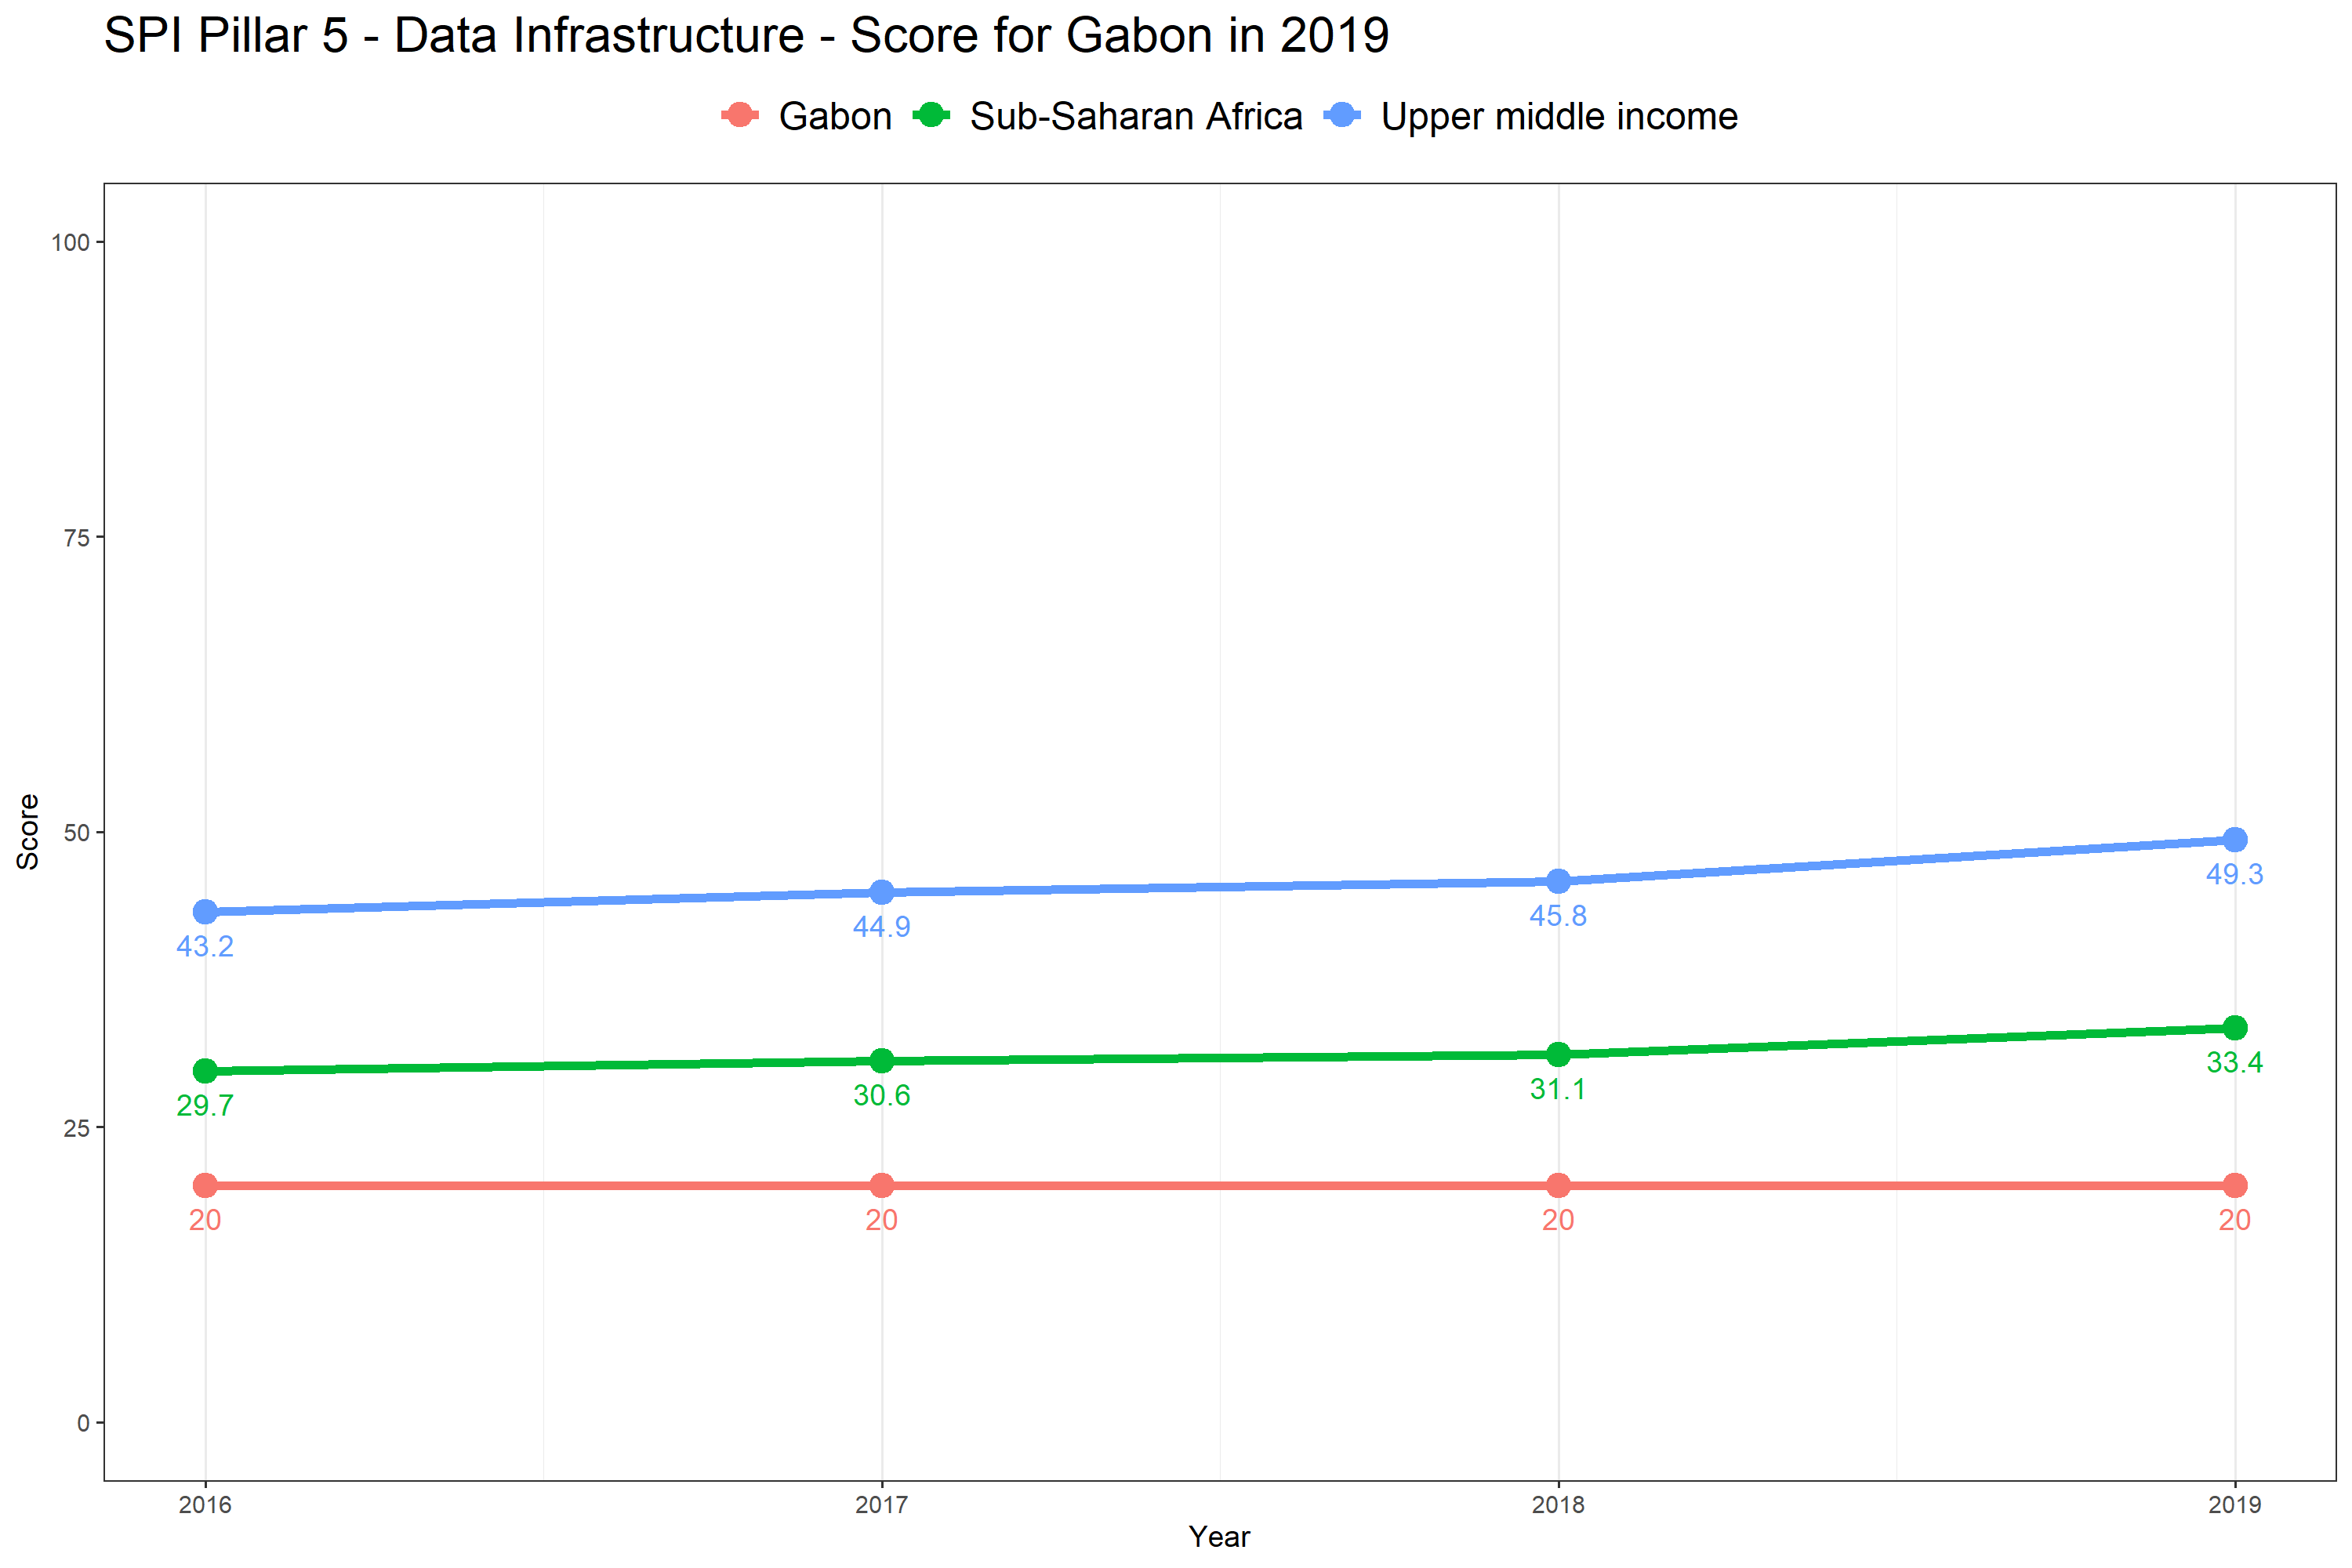 SPI Pillar 5 - Data Infrastructure - Score for Gabon in 2019
Gabon Sub-Saharan Africa Upper middle income
100
75
50
25
0
Score
43.2 44.9 45.8 49.3
29.7 30.6 31.1 33.4
20 20 20 20
2016 2017 2018 2019
Year